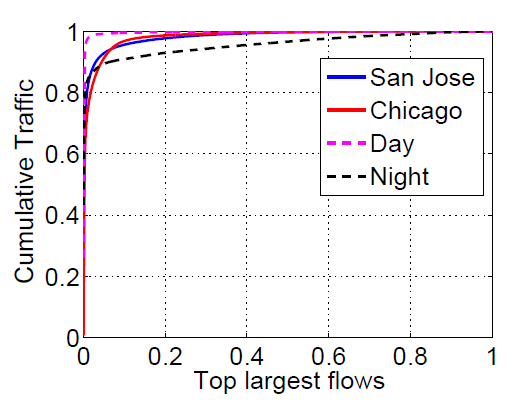 1
0.8
0.6
0.4
0.2
0
Cumulative Traffic
San Jose
Chicago
Day
Night
0 0.2 0.4 0.6 0.8 1
Top largest flows